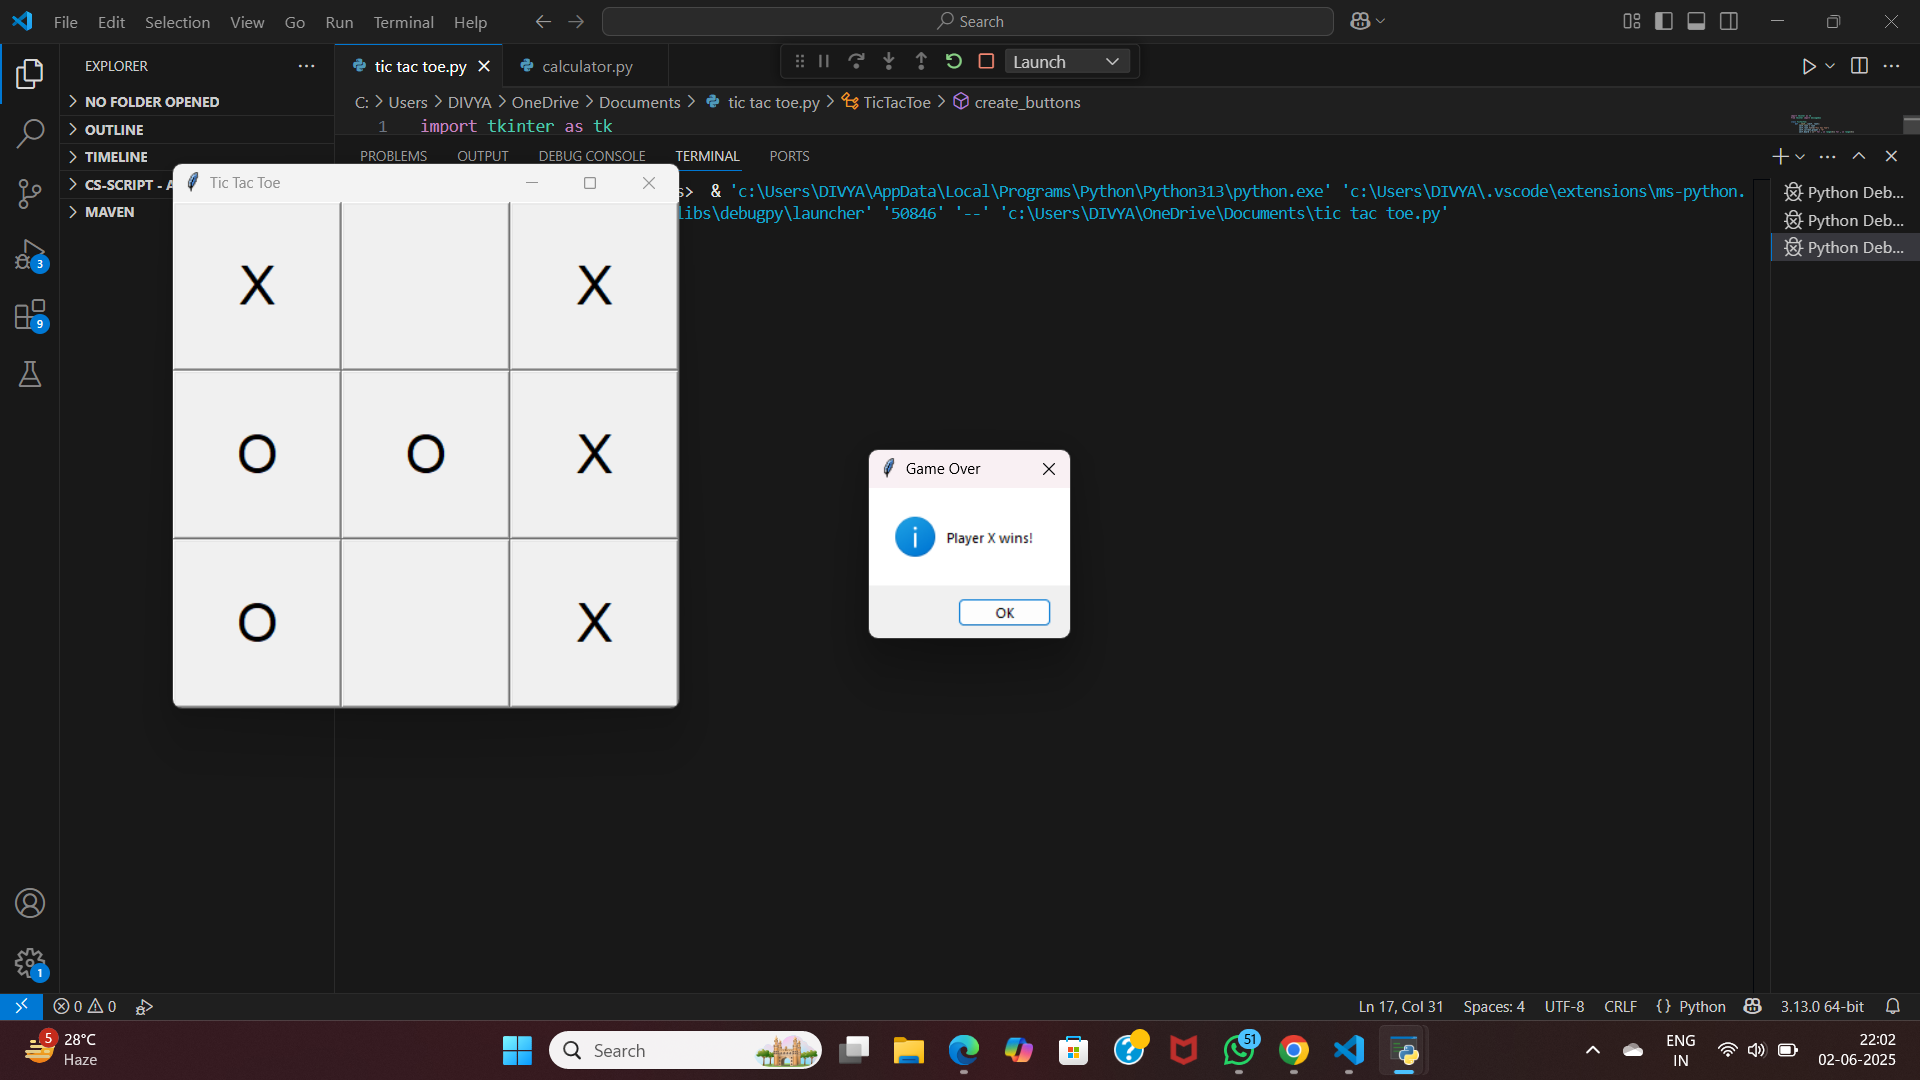 File Edit Selection View Go Run Terminal Help
Search
EXPLORER
tic tac toe.py
calculator.py
Launch
NO FOLDER OPENED
OUTLINE
TIMELINE
CS-SCRIPT - A
MAVEN
C: > Users > DIVYA > OneDrive > Documents > tic tac toe.py > TicTacToe > create_buttons
1 import tkinter as tk
PROBLEMS OUTPUT DEBUG CONSOLE TERMINAL PORTS
s> & 'c:\Users\DIVYA\AppData\Local\Programs\Python\Python313\python.exe' 'c:\Users\DIVYA\.vscode\extensions\ms-python.
libs\debugpy\launcher' '50846' '--' 'c:\Users\DIVYA\OneDrive\Documents\tic tac toe.py'
Python Deb...
Python Deb...
Python Deb...
Tic Tac Toe
X X
O O X
O X
Game Over
Player X wins!
OK
3
9
1
0 0
Ln 17, Col 31 Spaces: 4 UTF-8 CRLF {} Python 3.13.0 64-bit
5
28°C
Haze
Search
51
ENG
IN
22:02
02-06-2025